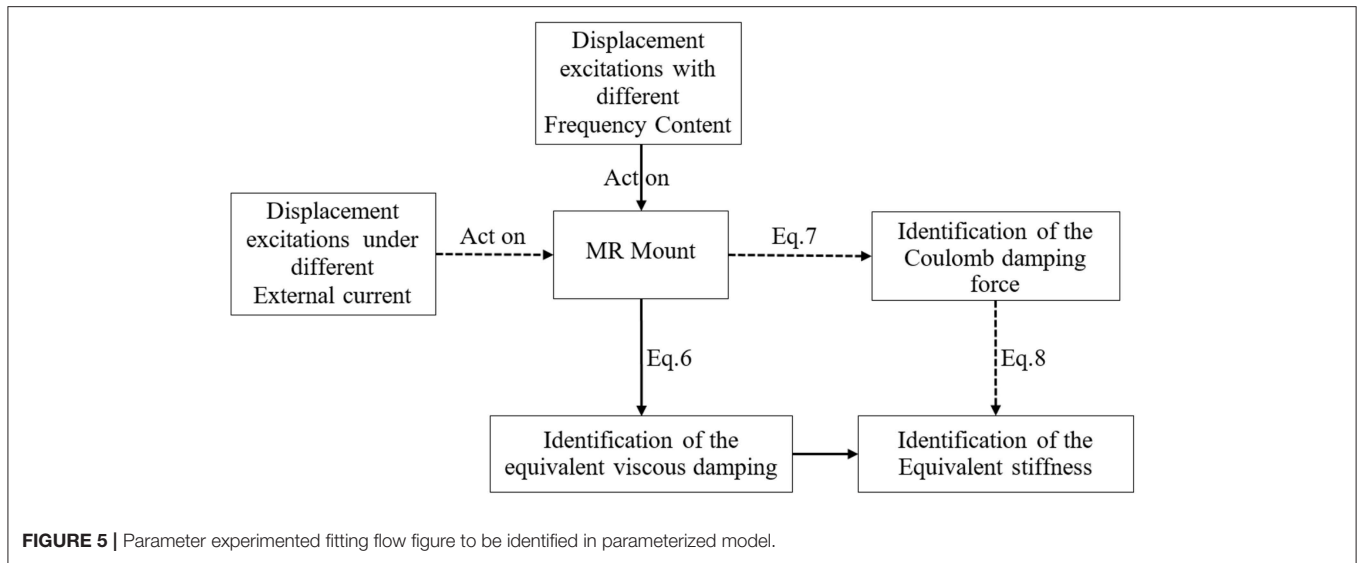 Displacement
excitations with
different
Frequency Content
Act on
Displacement
excitations under
different
External current
Act on
MR Mount
Eq.7
Identification of the
Coulomb damping
force
Eq.6
Eq.8
Identification of the
equivalent viscous damping
Identification of the
Equivalent stiffness
FIGURE 5 | Parameter experimented fitting flow figure to be identified in parameterized model.